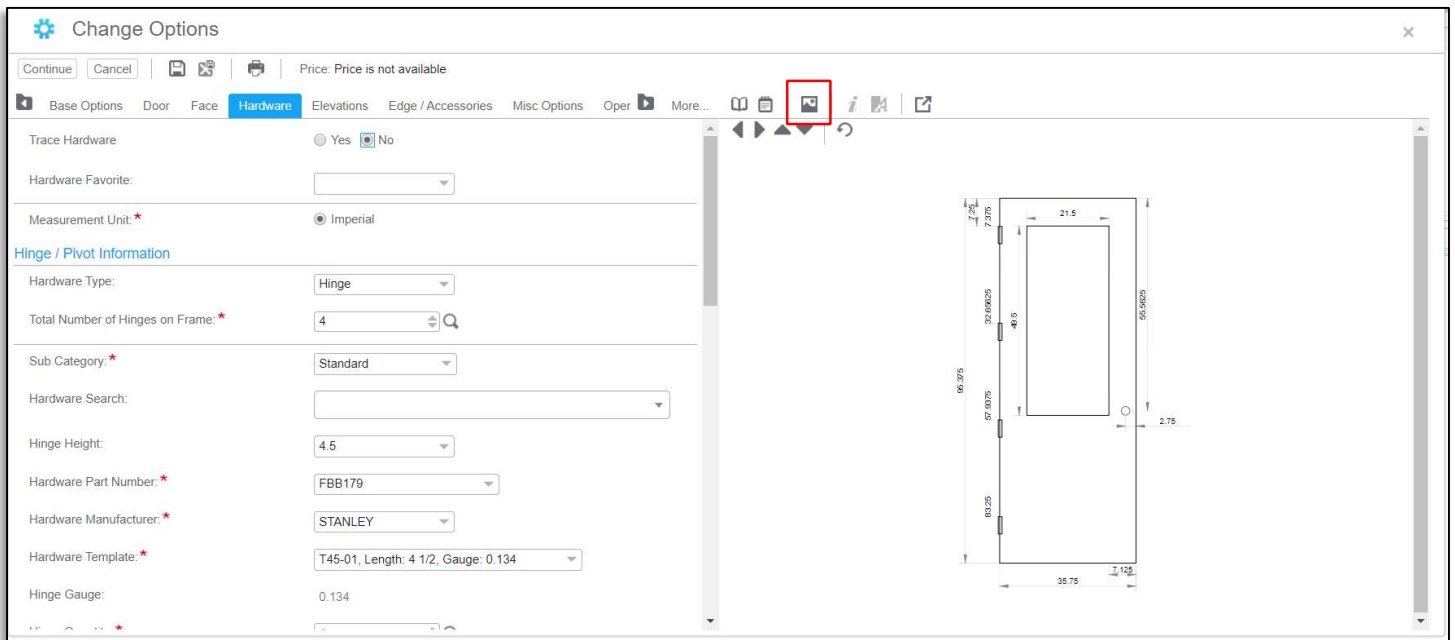 Change Options
Continue Cancel Price: Price is not available
Base Options Door Face Hardware Elevations Edge / Accessories Misc Options Oper More...
Trace Hardware Yes No
Hardware Favorite:
Measurement Unit: * Imperial
Hinge / Pivot Information
Hardware Type: Hinge
Total Number of Hinges on Frame: * 4
Sub Category: * Standard
Hardware Search:
Hinge Height: 4.5
Hardware Part Number: * FBB179
Hardware Manufacturer: * STANLEY
Hardware Template: * T45-01, Length: 4 1/2, Gauge: 0.134
Hinge Gauge: 0.134
7.25
7.375
21.5
32.65625
49.5
55.5625
95.375
57.9375
2.75
83.25
7.125
35.75